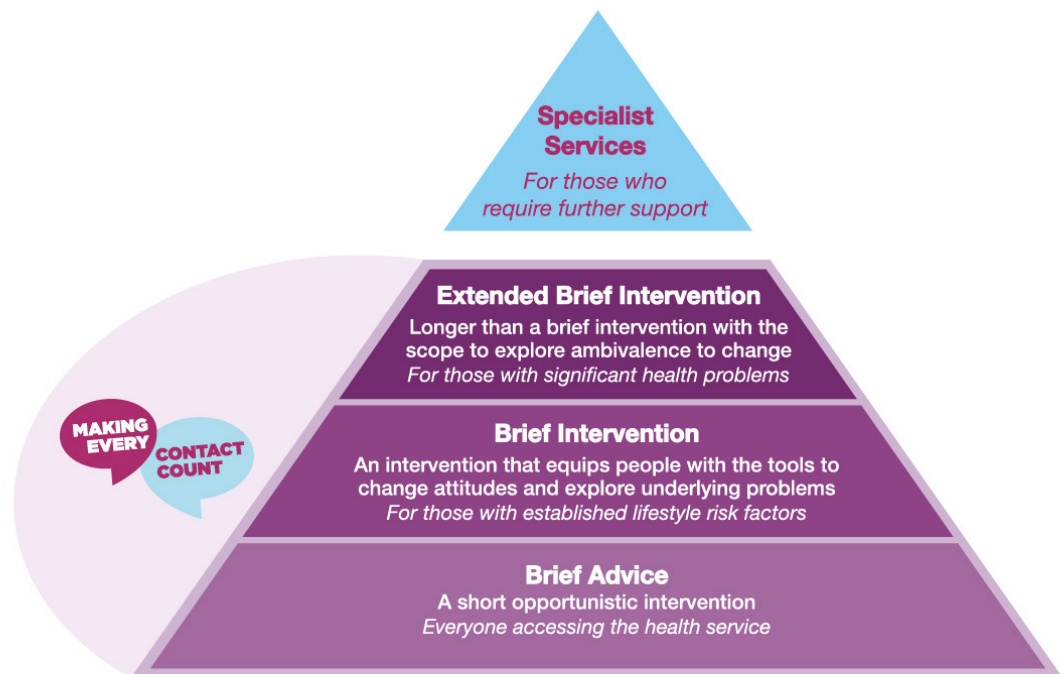 Specialist
Services
For those who
require further support
Extended Brief Intervention
Longer than a brief intervention with the
scope to explore ambivalence to change
For those with significant health problems
MAKING
EVERY
CONTACT
COUNT
Brief Intervention
An intervention that equips people with the tools to
change attitudes and explore underlying problems
For those with established lifestyle risk factors
Brief Advice
A short opportunistic intervention
Everyone accessing the health service